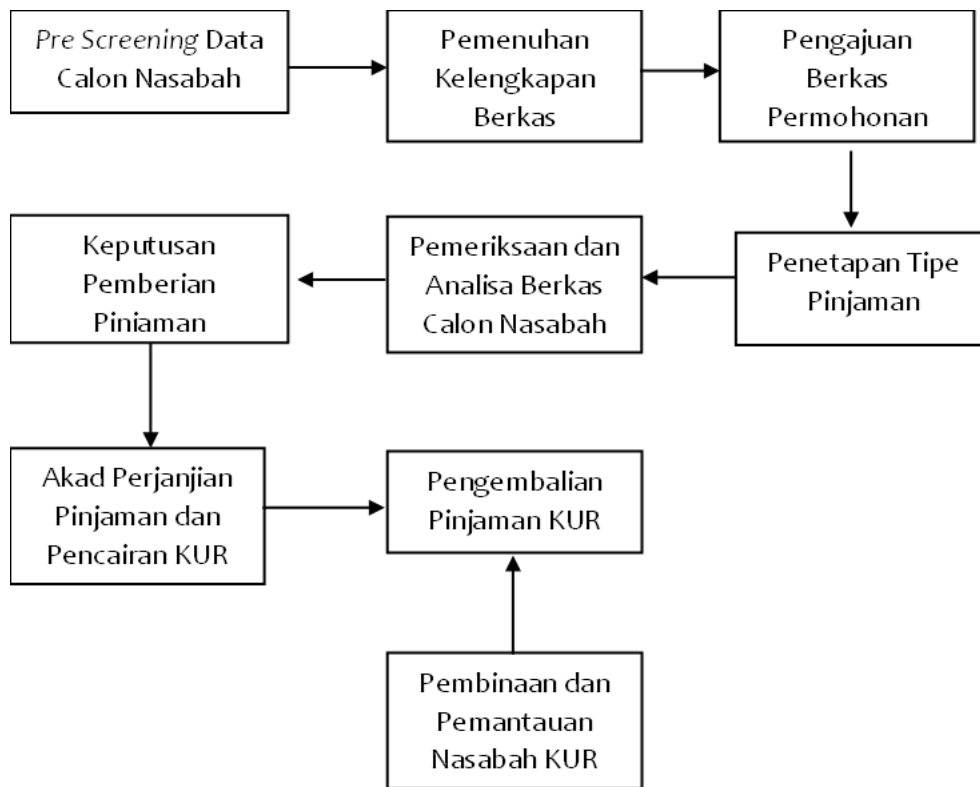 Pre Screening Data
Calon Nasabah
Pemenuhan
Kelengkapan
Berkas
Pengajuan
Berkas
Permohonan
Penetapan Tipe
Pinjaman
Pemeriksaan dan
Analisa Berkas
Calon Nasabah
Keputusan
Pemberian
Piniaman
Akad Perjanjian
Pinjaman dan
Pencairan KUR
Pengembalian
Pinjaman KUR
Pembinaan dan
Pemantauan
Nasabah KUR